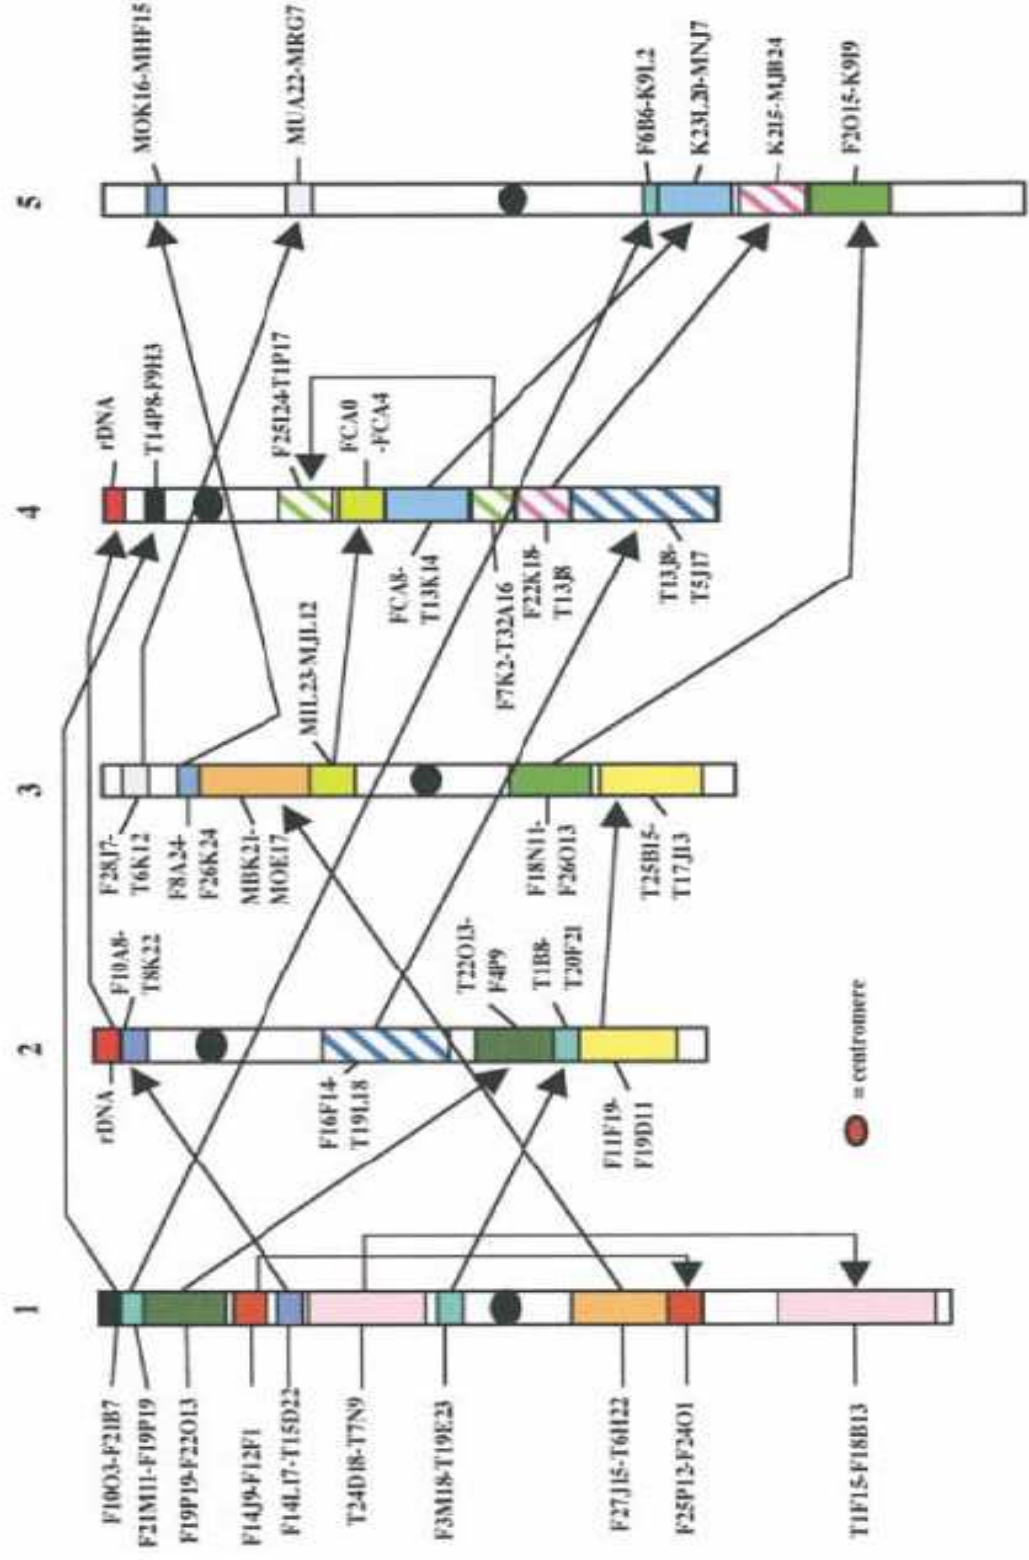 1
F10O3-F21B7
F21M11-F19P19
F19P19-F22O13
F14J9-F12F1
F14L17-T15D22
T24D18-T7N9
F3M18-T19E23
F27J15-T6H22
F25P12-F24O1
T1F15-F18B13
2
rDNA
F10A8-
T8K22
F16F14-
T19L18
T22O13-
F4P9
T1B8-
T20F21
F11F19-
F19D11
3
F28J7-
T6K12
F8A24-
F26K24
MBK21-
MOE17
MIL23-MJL12
F18N11-
F26O13
T25B15-
T17J13
4
rDNA
T14P8-F9H3
F25I24-T1P17
FCA0
-FCA4
FCA8-
T13K14
F7K2-T32A16
F22K18-
T13J8
T13J8-
T5J17
5
MOK16-MHF15
MUA22-MRG7
F6B6-K9L2
K23L20-MNJ7
K2I5-MJB24
F2O15-K9I9
= centromere